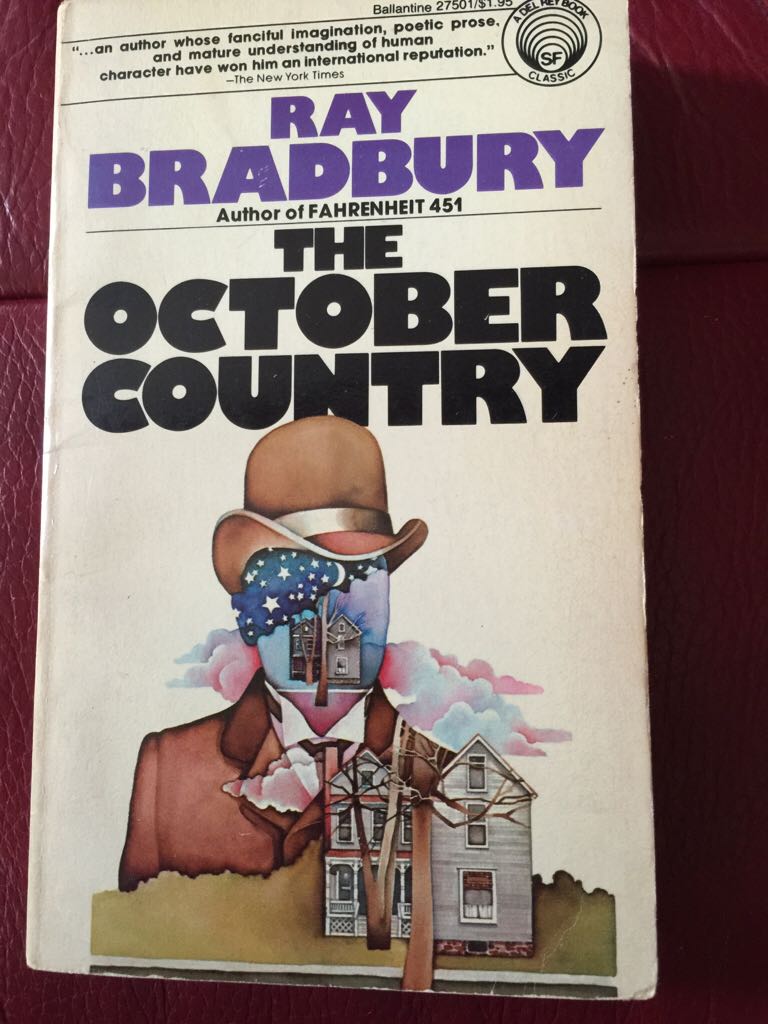 Ballantine 27501/$1.95
"...an author whose fanciful imagination, poetic prose,
and mature understanding of human
character have won him an international reputation."
—The New York Times
A DEL REY BOOK
SF
CLASSIC
RAY
BRADBURY
Author of FAHRENHEIT 451
THE
OCTOBER
COUNTRY